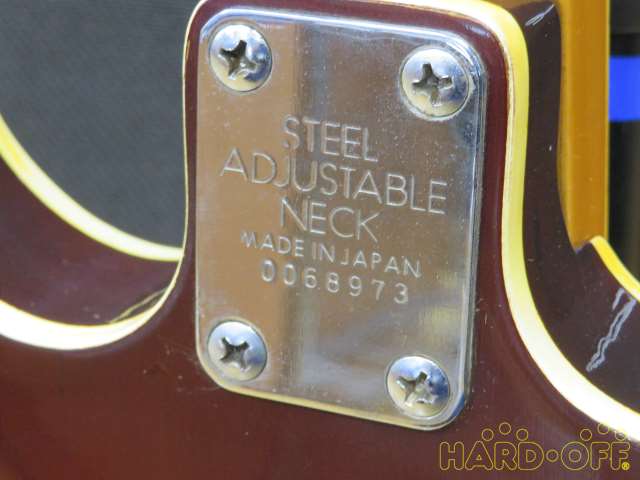 STEEL
ADJUSTABLE
NECK
MADE IN JAPAN
0068973
HARD·OFF